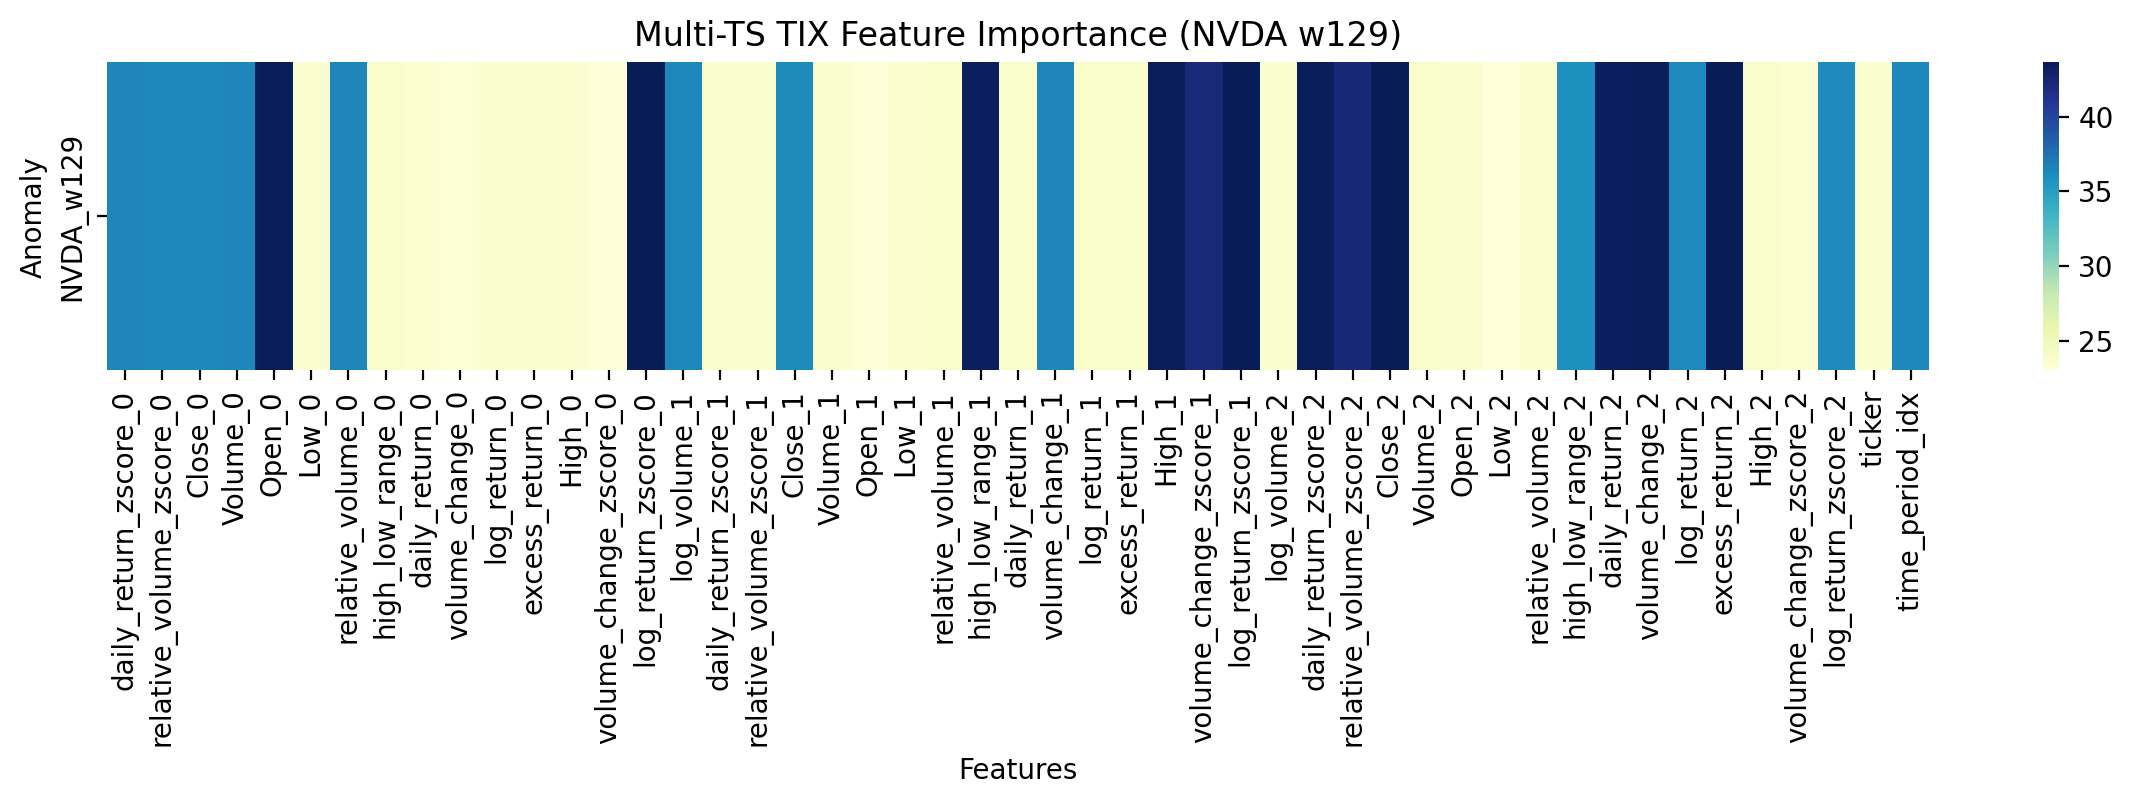 Multi-TS TIX Feature Importance (NVDA w129)
Anomaly
NVDA_w129
40
35
30
25
daily_return_zscore_0
relative_volume_zscore_0
Close_0
Volume_0
Open_0
Low_0
relative_volume_0
high_low_range_0
daily_return_0
volume_change_0
log_return_0
excess_return_0
High_0
volume_change_zscore_0
log_return_zscore_0
log_volume_1
daily_return_zscore_1
relative_volume_zscore_1
Close_1
Volume_1
Open_1
Low_1
relative_volume_1
high_low_range_1
daily_return_1
volume_change_1
log_return_1
excess_return_1
High_1
volume_change_zscore_1
log_return_zscore_1
log_volume_2
daily_return_zscore_2
relative_volume_zscore_2
Close_2
Volume_2
Open_2
Low_2
relative_volume_2
high_low_range_2
daily_return_2
volume_change_2
log_return_2
excess_return_2
High_2
volume_change_zscore_2
log_return_zscore_2
ticker
time_period_idx
Features